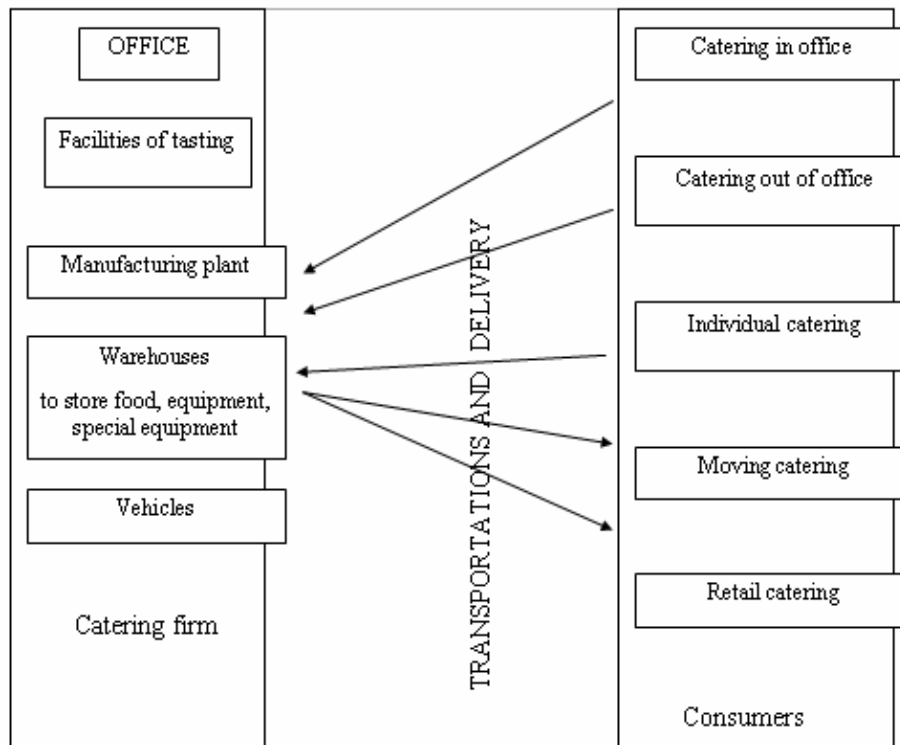 OFFICE
Facilities of tasting
Manufacturing plant
Warehouses
to store food, equipment,
special equipment
Vehicles
Catering firm
TRANSPORTATIONS AND DELIVERY
Catering in office
Catering out of office
Individual catering
Moving catering
Retail catering
Consumers